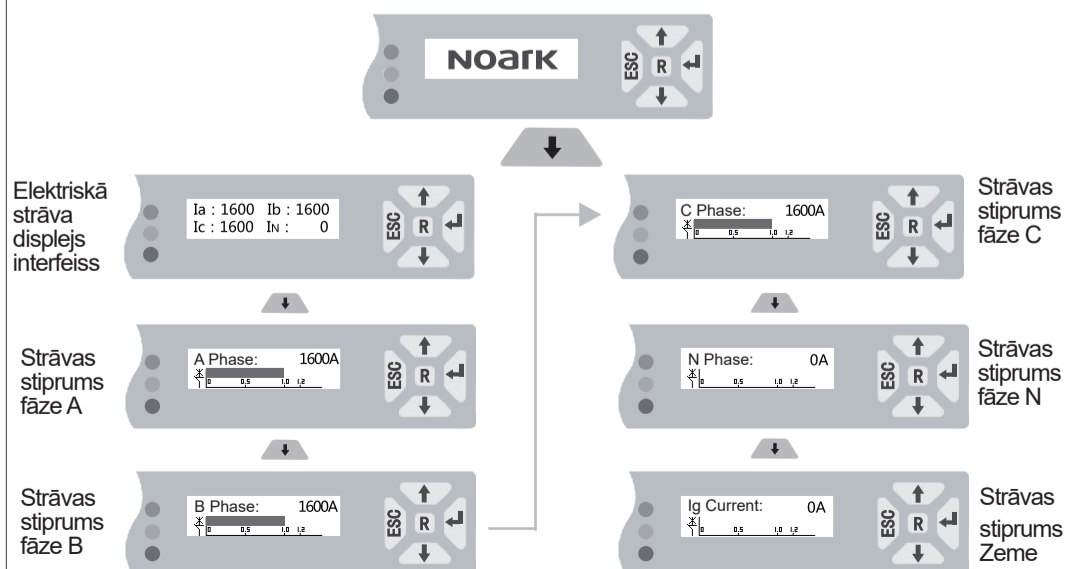 NOARK
ESC R
Elektriskā
strāva
displejs
interfeiss
Ia : 1600 Ib : 1600
Ic : 1600 IN : 0
ESC R
Strāvas
stiprums
fāze A
A Phase: 1600A
0 0,5 1,0 1,2
ESC R
Strāvas
stiprums
fāze B
B Phase: 1600A
0 0,5 1,0 1,2
ESC R
C Phase: 1600A
0 0,5 1,0 1,2
ESC R
Strāvas
stiprums
fāze C
N Phase: 0A
0 0,5 1,0 1,2
ESC R
Strāvas
stiprums
fāze N
Ig Current: 0A
0 0,5 1,0 1,2
ESC R
Strāvas
stiprums
Zeme